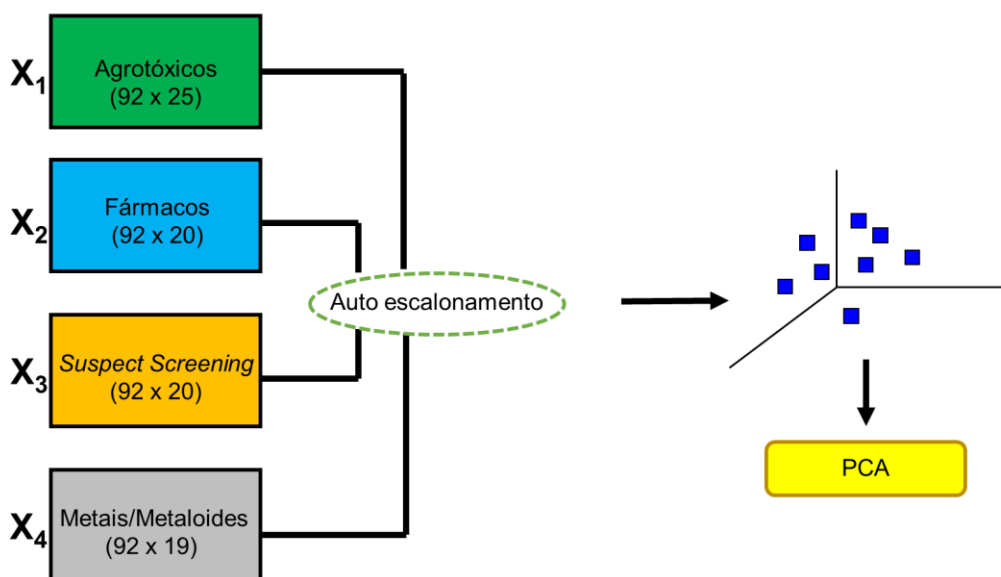 X₁
Agrotóxicos
(92 x 25)
X₂
Fármacos
(92 x 20)
X₃
Suspect Screening
(92 x 20)
X₄
Metais/Metaloides
(92 x 19)
Auto escalonamento
PCA